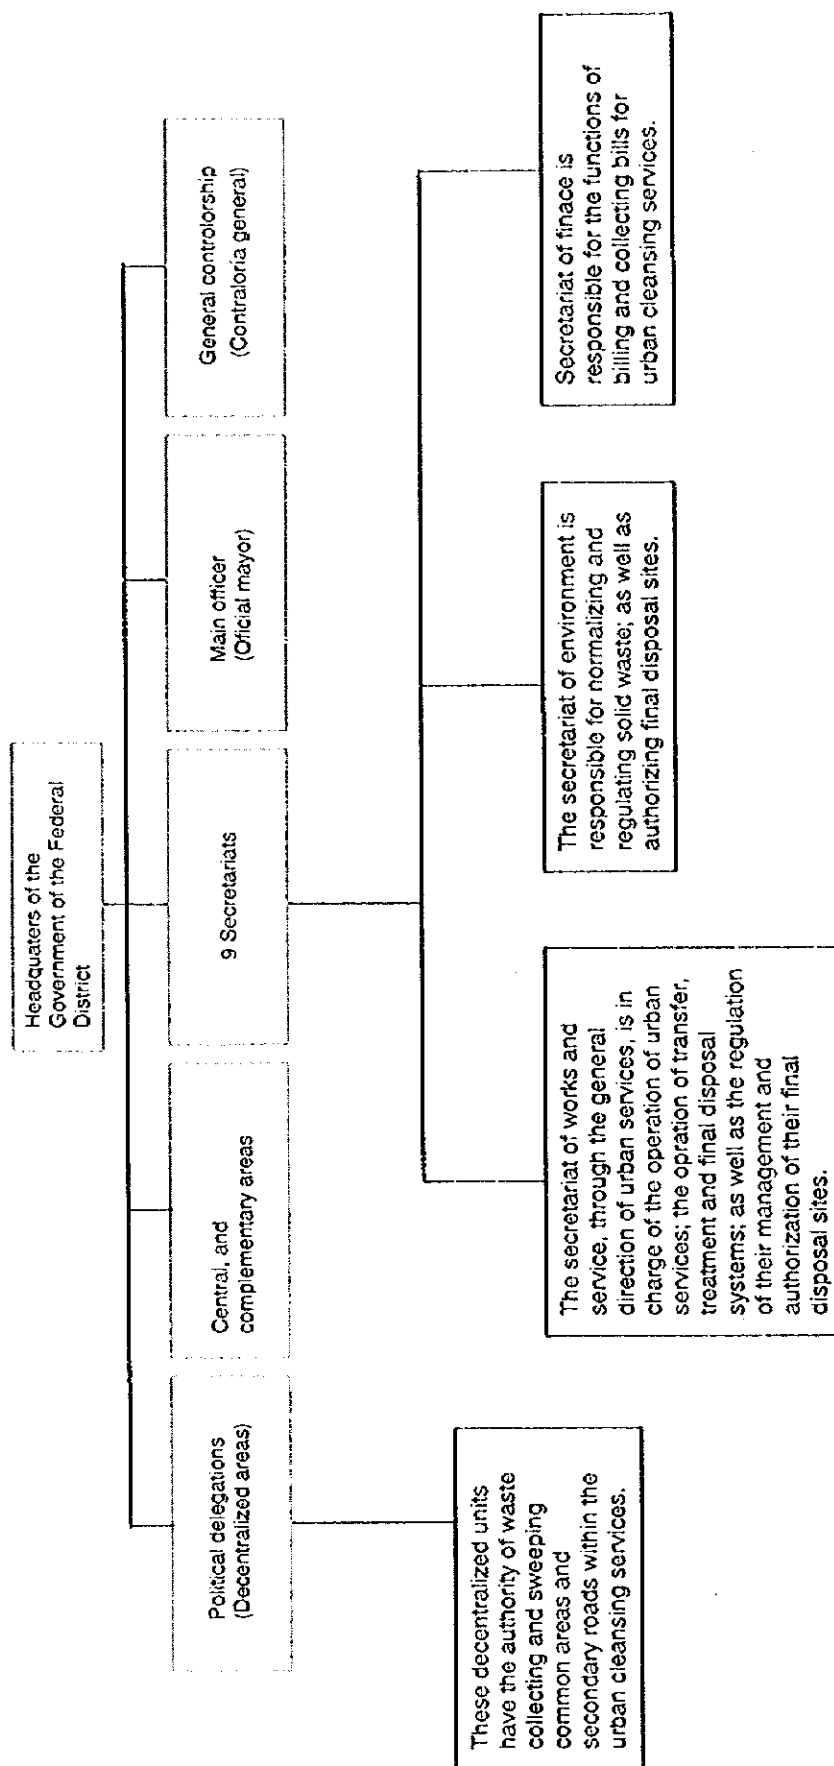 Headquaters of the
Government of the Federal
District
Political delegations
(Decentralized areas)
Central, and
complementary areas
9 Secretariats
Main officer
(Oficial mayor)
General controlorship
(Contraloria general)
These decentralized units
have the authority of waste
collecting and sweeping
common areas and
secondary roads within the
urban cleansing services.
The secretariat of works and
service, through the general
direction of urban services, is in
charge of the operation of urban
services; the opration of transfer,
treatment and final disposal
systems; as well as the regulation
of their management and
authorization of their final
disposal sites.
The secretariat of environment is
responsible for normalizing and
regulating solid waste; as well as
authorizing final disposal sites.
Secretariat of finace is
responsible for the functions of
billing and collecting bills for
urban cleansing services.